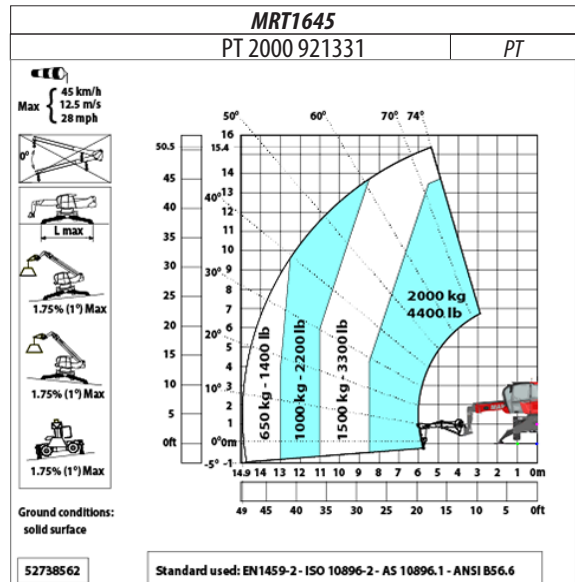 MRT1645
PT 2000 921331
PT
Max { 45 km/h
12.5 m/s
28 mph
0°
L max
1.75% (1°) Max
1.75% (1°) Max
1.75% (1°) Max
Ground conditions:
solid surface
50° 60° 70° 74°
40°
30°
20°
10°
0°
-5°
50.5
45
40
35
30
25
20
15
10
5
0ft
16
15.4
14
13
12
11
10
9
8
7
6
5
4
3
2
1
0m
-1
650 kg - 1400 lb
1000 kg - 2200 lb
1500 kg - 3300 lb
2000 kg
4400 lb
14.9 14 13 12 11 10 9 8 7 6 5 4 3 2 1 0m
49 45 40 35 30 25 20 15 10 5 0ft
52738562
Standard used: EN1459-2 - ISO 10896-2 - AS 10896.1 - ANSI B56.6